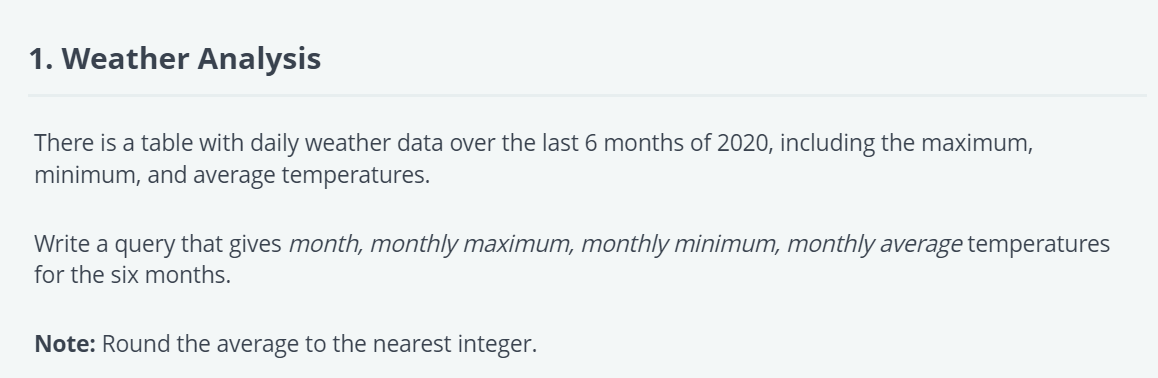 1. Weather Analysis
There is a table with daily weather data over the last 6 months of 2020, including the maximum,
minimum, and average temperatures.
Write a query that gives month, monthly maximum, monthly minimum, monthly average temperatures
for the six months.
Note: Round the average to the nearest integer.